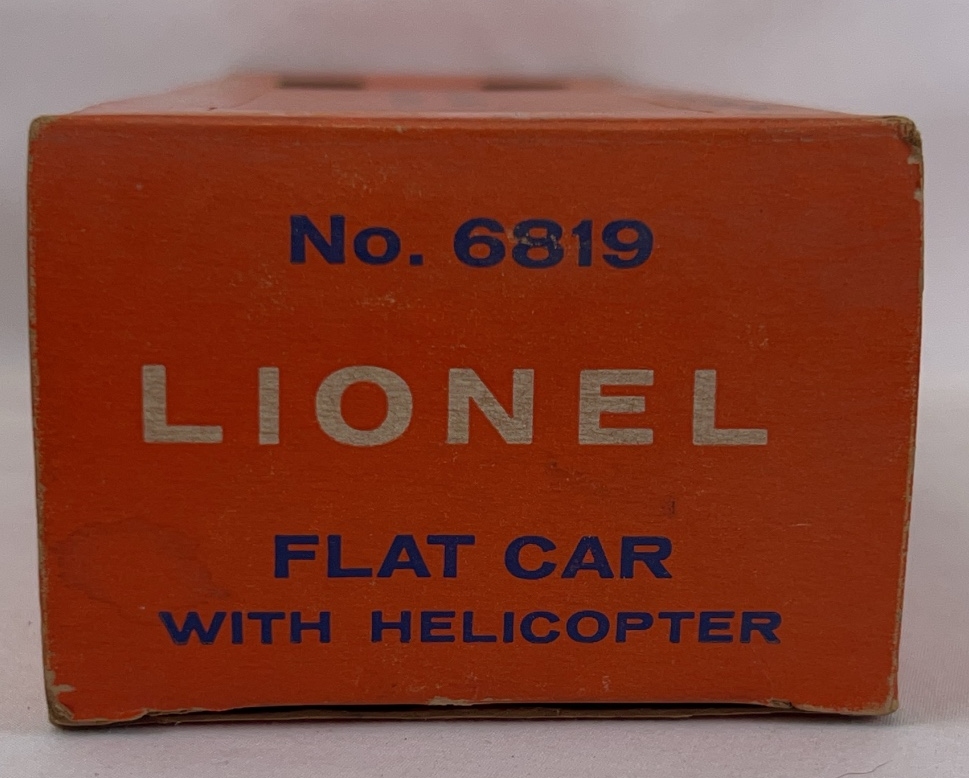 No. 6819
LIONEL
FLAT CAR
WITH HELICOPTER